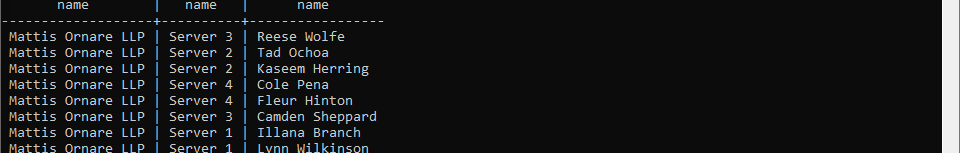 name | name | name
-------------------+----------+-----------------
Mattis Ornare LLP | Server 3 | Reese Wolfe
Mattis Ornare LLP | Server 2 | Tad Ochoa
Mattis Ornare LLP | Server 2 | Kaseem Herring
Mattis Ornare LLP | Server 4 | Cole Pena
Mattis Ornare LLP | Server 4 | Fleur Hinton
Mattis Ornare LLP | Server 3 | Camden Sheppard
Mattis Ornare LLP | Server 1 | Illana Branch
Mattis Ornare LLP | Server 1 | Lynn Wilkinson